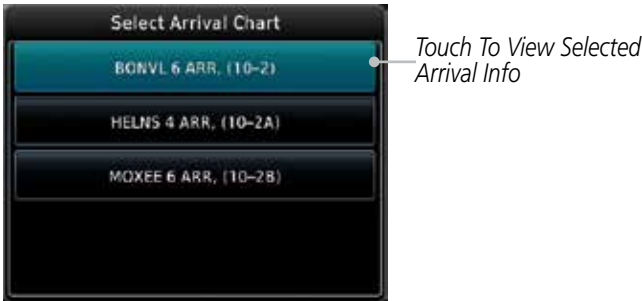 Select Arrival Chart
BONVL 6 ARR, (10-2)
HELNS 4 ARR, (10-2A)
MOXEE 6 ARR, (10-2B)
Touch To View Selected
Arrival Info